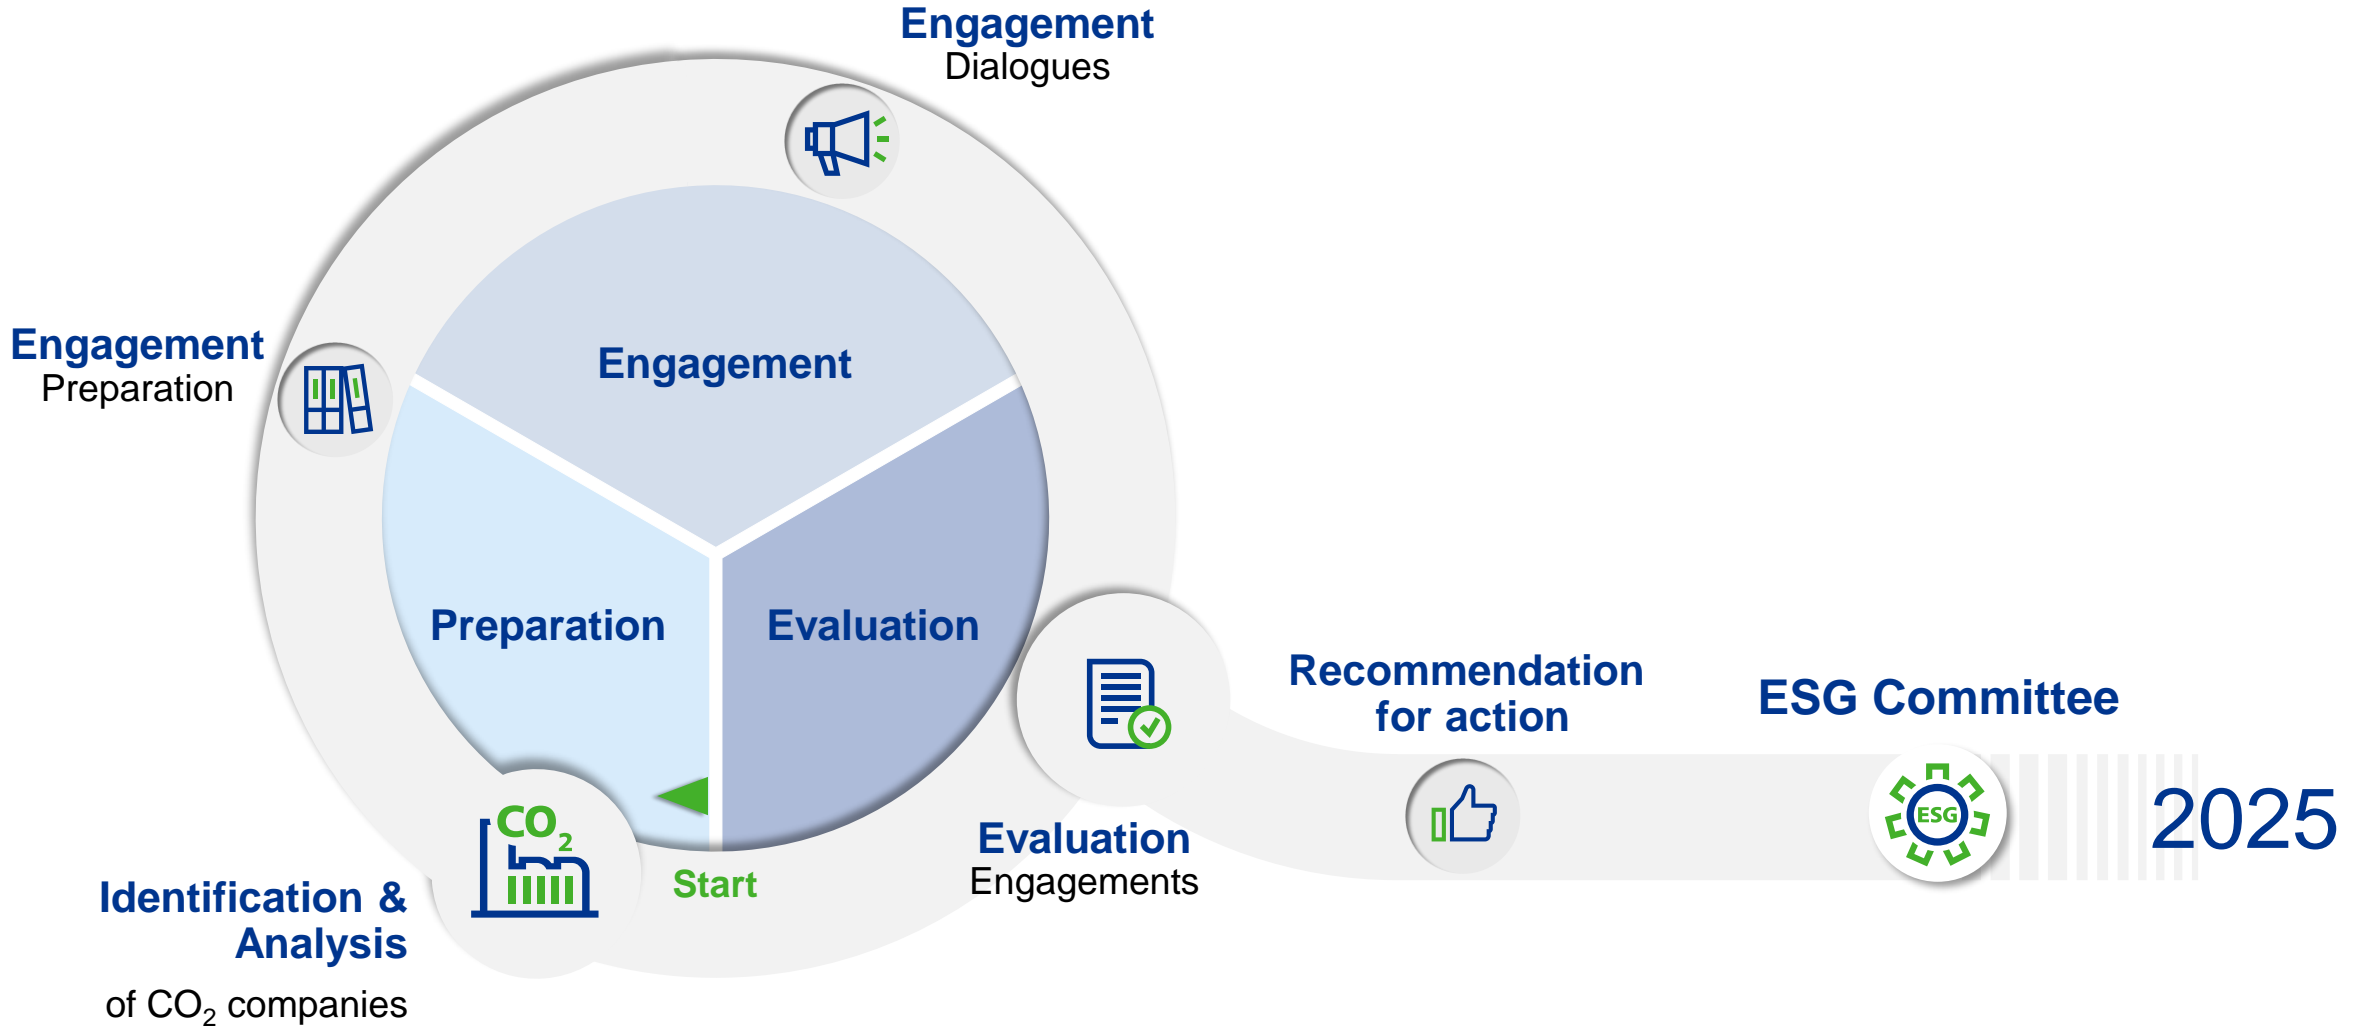 Engagement
Dialogues
Engagement
Preparation
Engagement
Preparation
Evaluation
Start
CO₂
Identification &
Analysis
of CO₂ companies
Evaluation
Engagements
Recommendation
for action
ESG Committee
ESG
2025